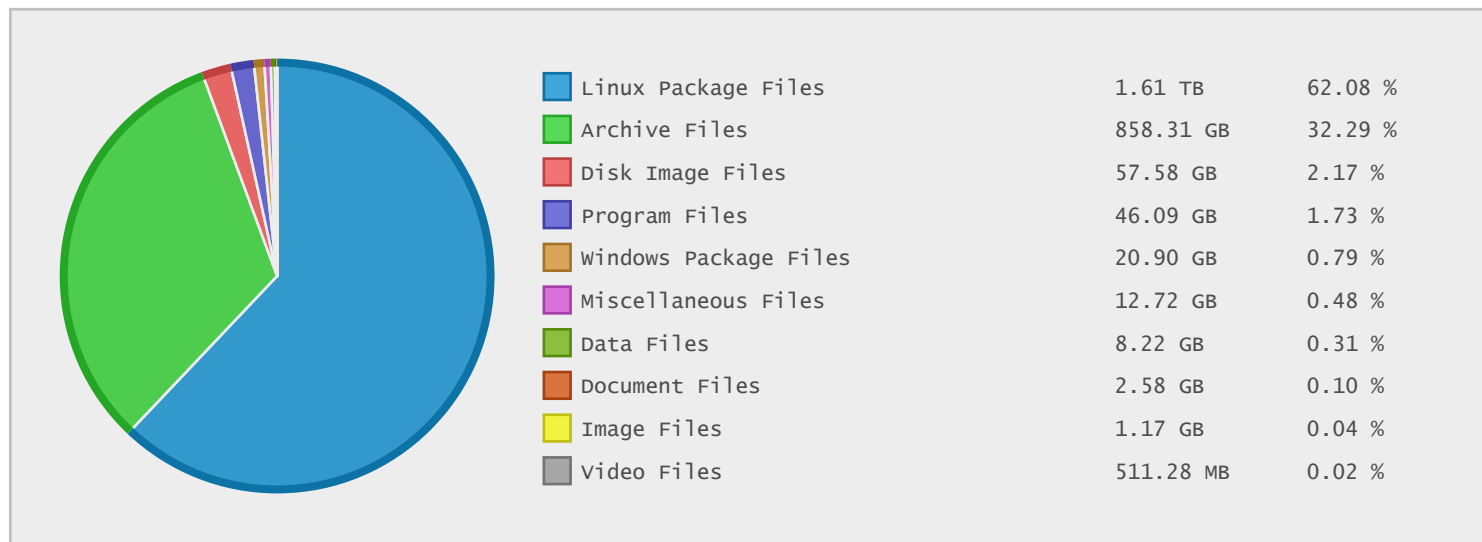 Linux Package Files 1.61 TB 62.08 %
Archive Files 858.31 GB 32.29 %
Disk Image Files 57.58 GB 2.17 %
Program Files 46.09 GB 1.73 %
Windows Package Files 20.90 GB 0.79 %
Miscellaneous Files 12.72 GB 0.48 %
Data Files 8.22 GB 0.31 %
Document Files 2.58 GB 0.10 %
Image Files 1.17 GB 0.04 %
Video Files 511.28 MB 0.02 %